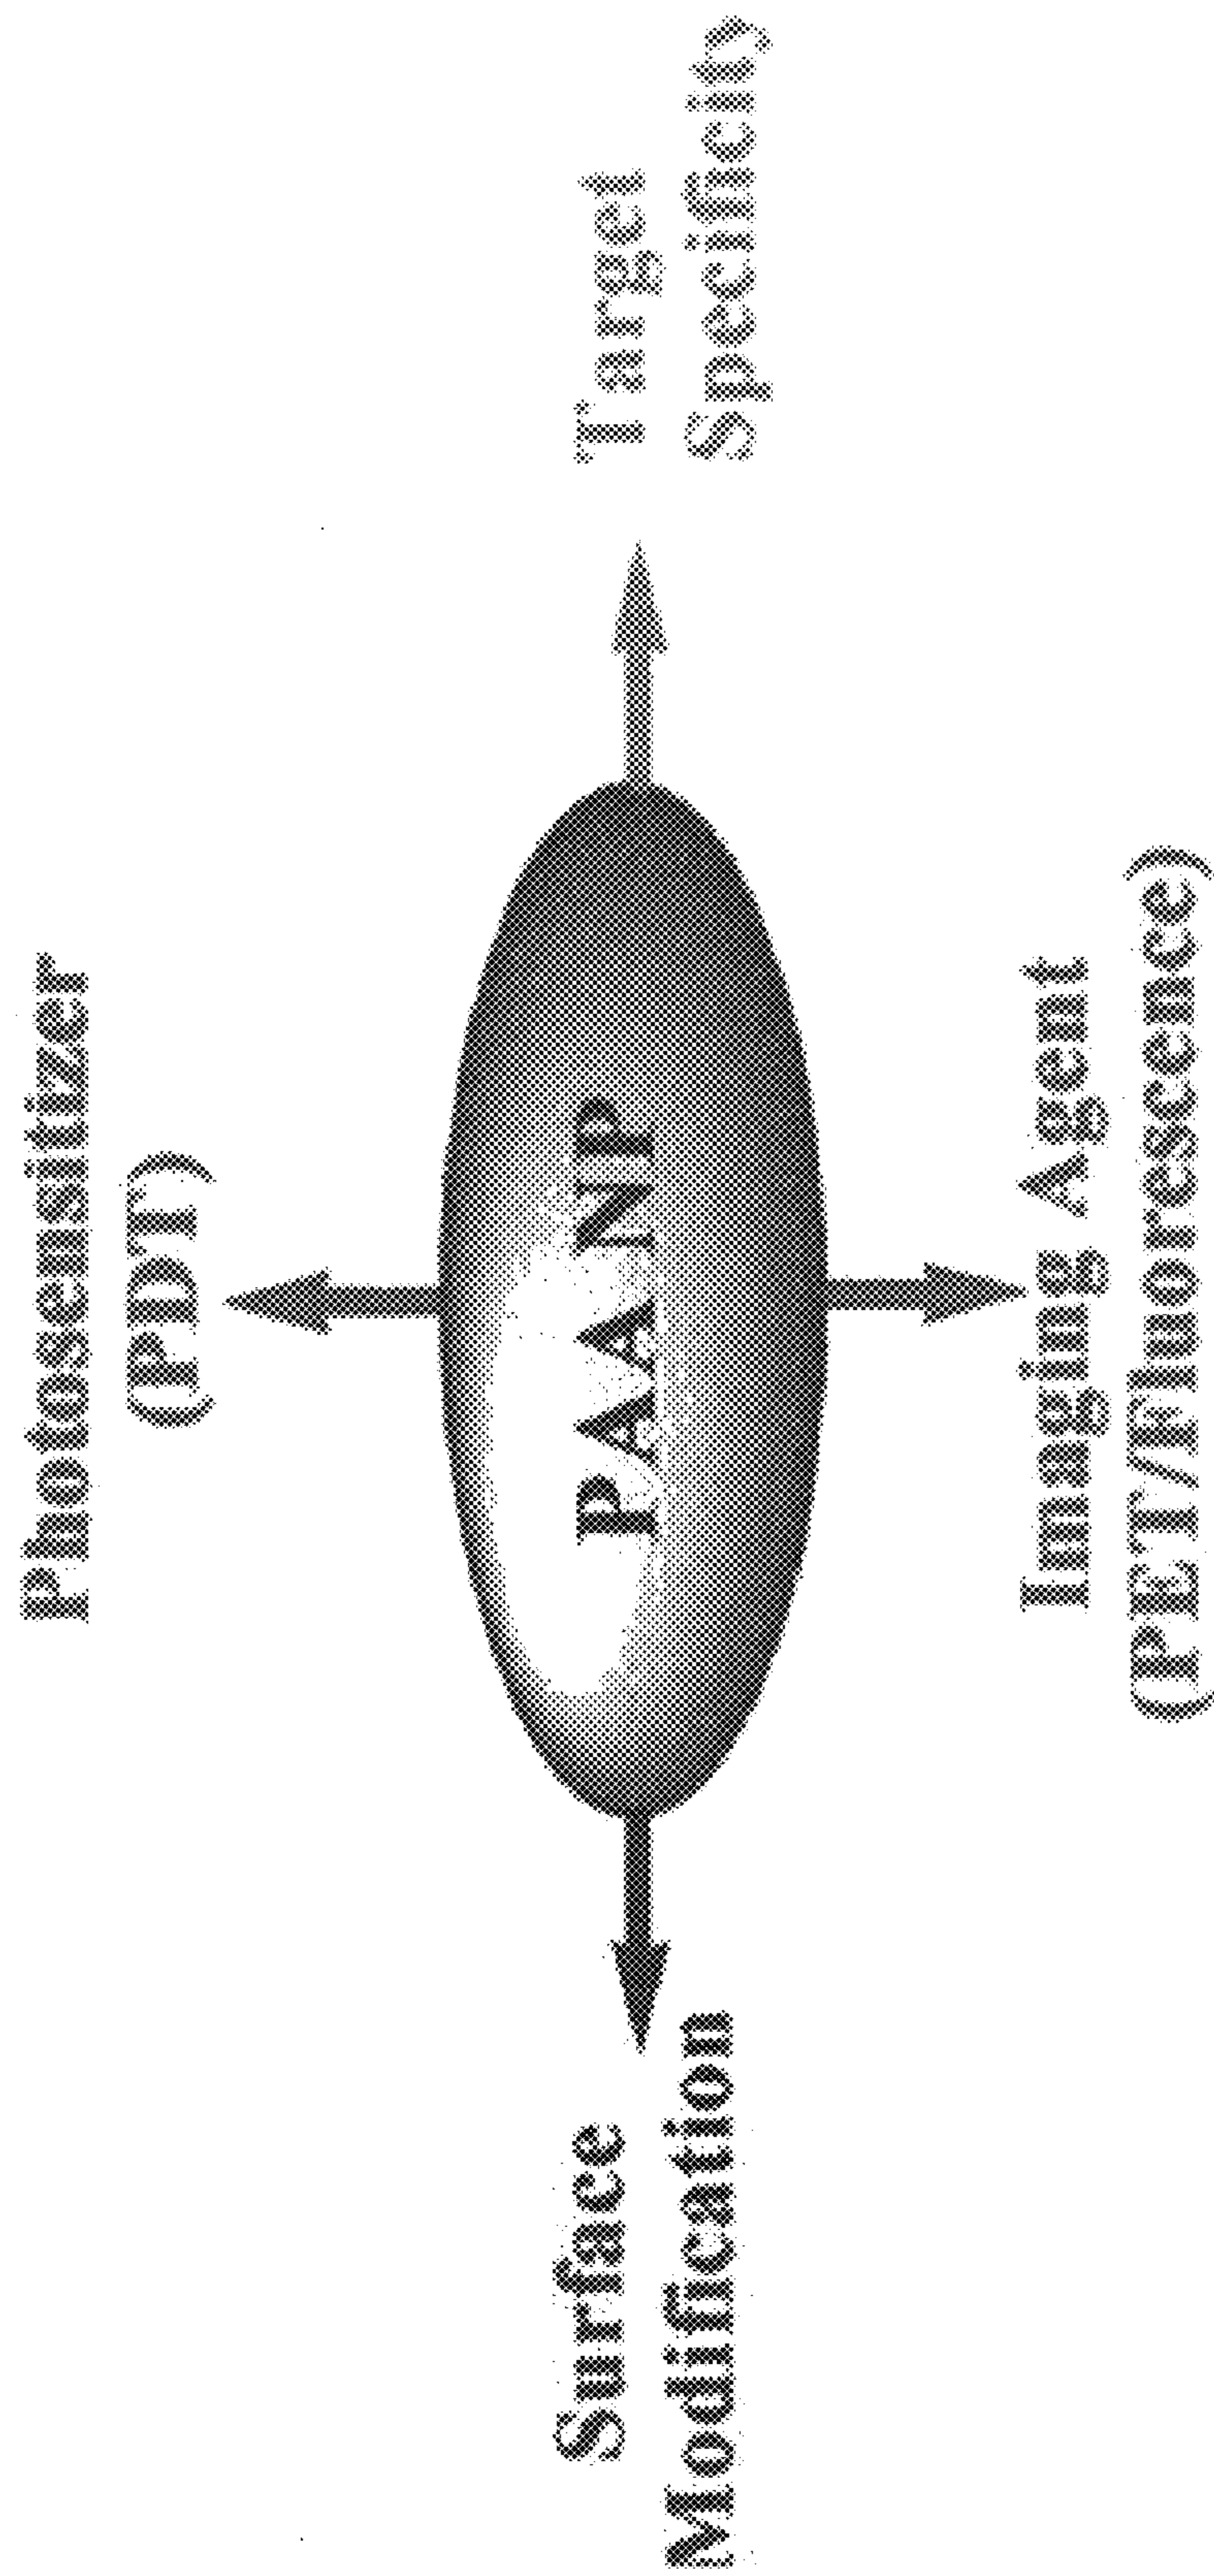 Photosensitizer
(PDT)
Surface
Modification
PAA NP
Target
Specificity
Imaging Agent
(PET/Fluorescence)